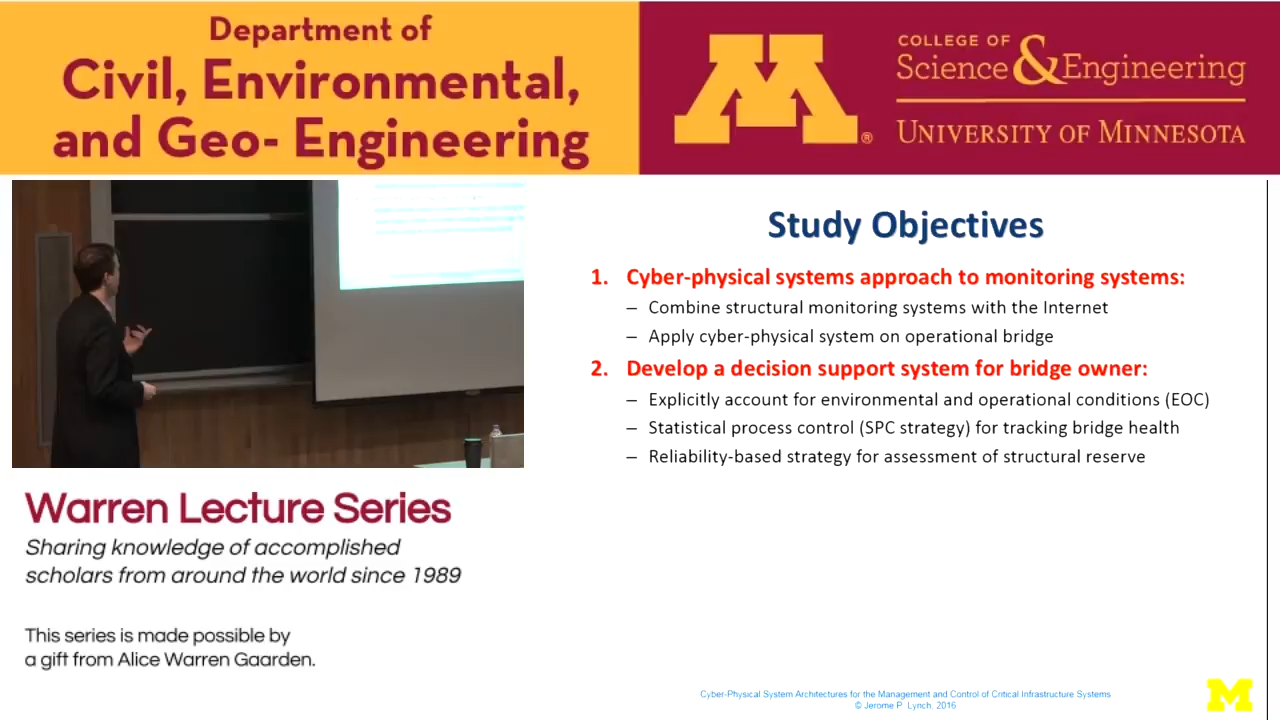 Department of
Civil, Environmental,
and Geo- Engineering
M®
COLLEGE OF
Science & Engineering
UNIVERSITY OF MINNESOTA
Study Objectives
1. Cyber-physical systems approach to monitoring systems:
– Combine structural monitoring systems with the Internet
– Apply cyber-physical system on operational bridge
2. Develop a decision support system for bridge owner:
– Explicitly account for environmental and operational conditions (EOC)
– Statistical process control (SPC strategy) for tracking bridge health
– Reliability-based strategy for assessment of structural reserve
Warren Lecture Series
Sharing knowledge of accomplished
scholars from around the world since 1989
This series is made possible by
a gift from Alice Warren Gaarden.
Cyber-Physical System Architectures for the Management and Control of Critical Infrastructure Systems
© Jerome P. Lynch, 2016
M